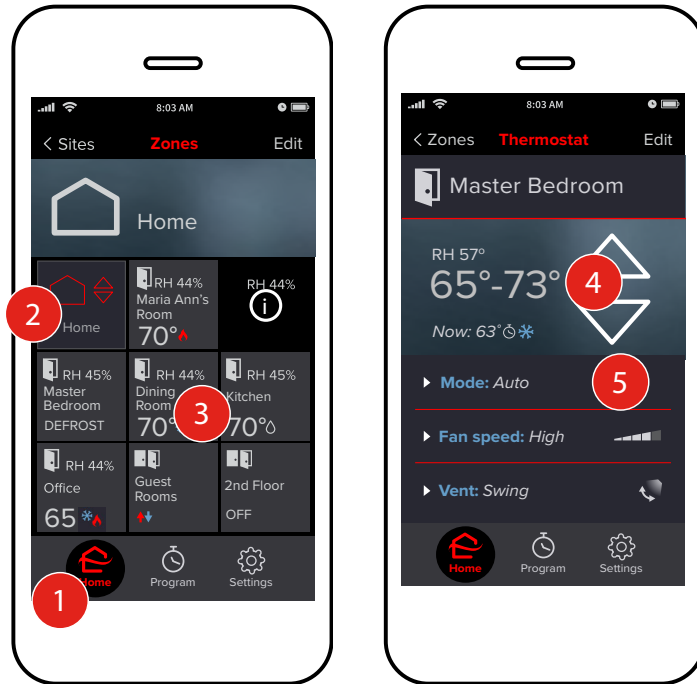 8:03 AM
< Sites Zones Edit
Home
2
Home
RH 44%
Maria Ann's
Room
70°
RH 44%
i
RH 45%
Master
Bedroom
DEFROST
RH 44%
Dining
Room
70°
3
RH 45%
Kitchen
70°
RH 44%
Office
65
Guest
Rooms
2nd Floor
OFF
Home Program Settings
1
8:03 AM
< Zones Thermostat Edit
Master Bedroom
RH 57°
65°-73°
4
Now: 63°
Mode: Auto
5
Fan speed: High
Vent: Swing
Home Program Settings